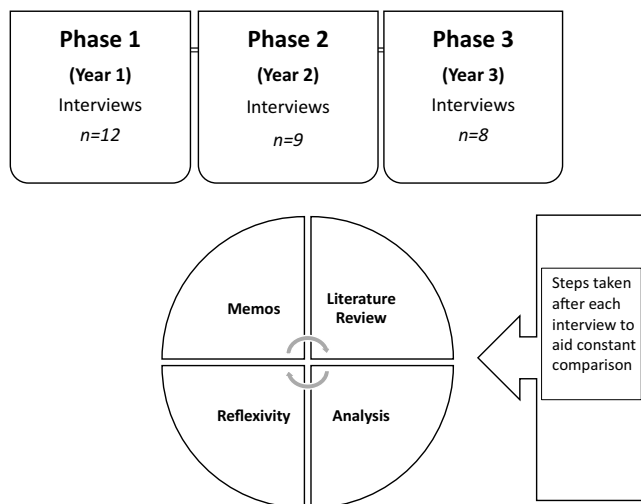 Phase 1
(Year 1)
Interviews
n=12
Phase 2
(Year 2)
Interviews
n=9
Phase 3
(Year 3)
Interviews
n=8
Memos
Literature
Review
Reflexivity
Analysis
Steps taken
after each
interview to
aid constant
comparison